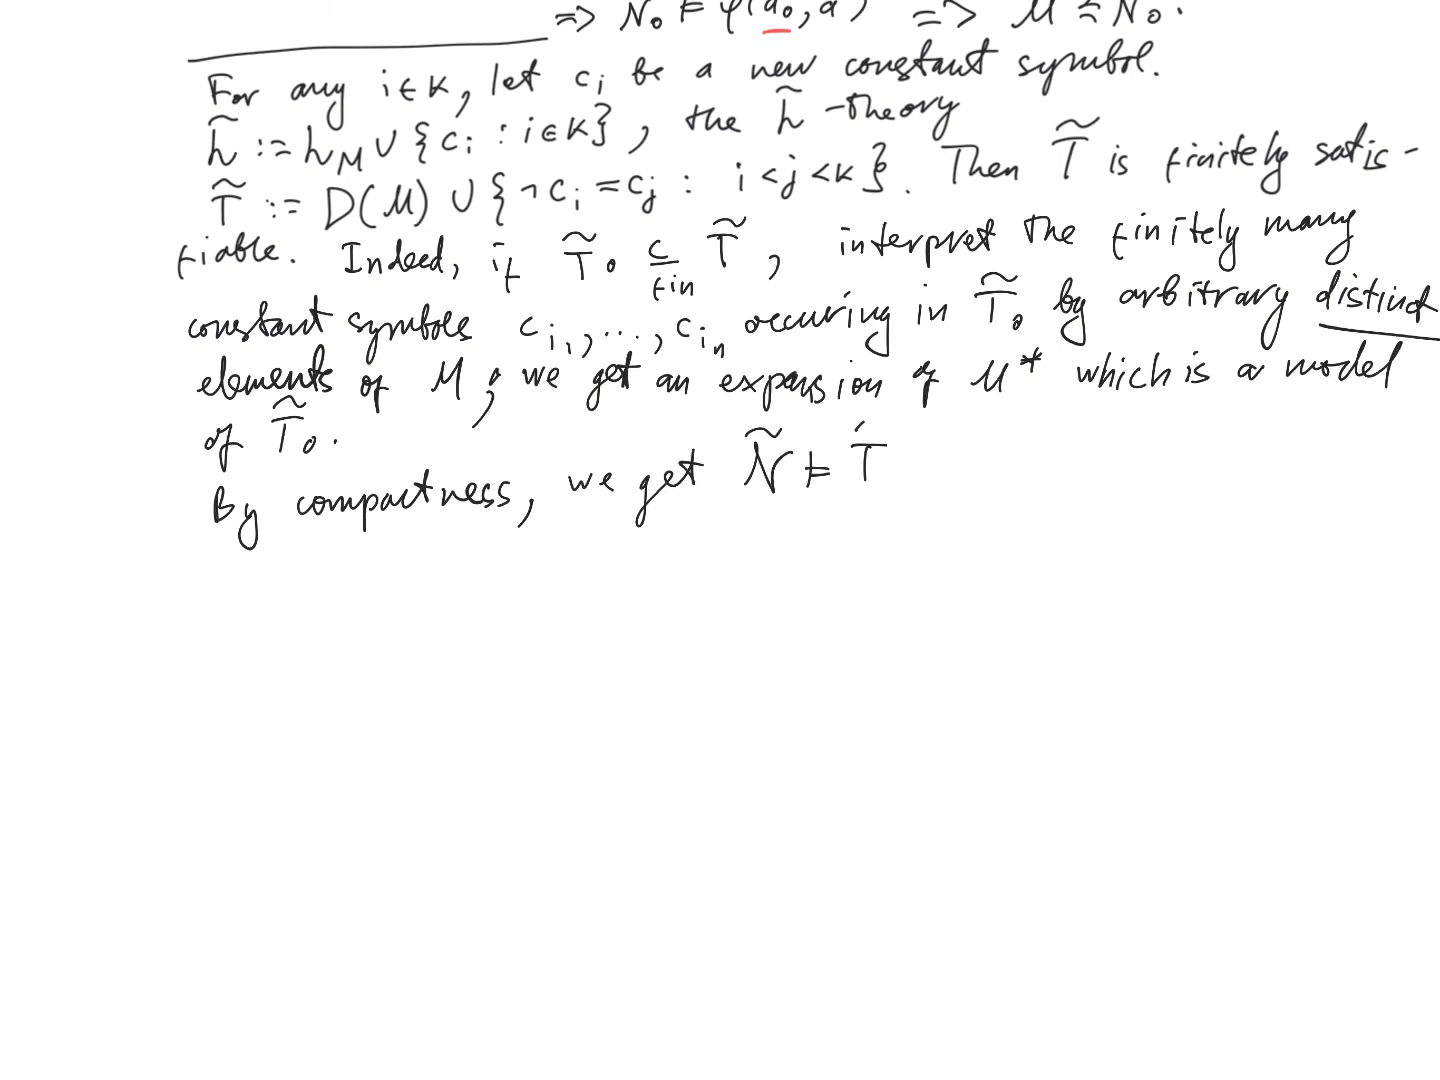 => N₀ ⊨ φ(a₀, a) => M ≼ N₀.
For any i∈κ, let cᵢ be a new constant symbol.
L̃ := L_M ∪ {cᵢ : i∈κ}, the L̃-theory
T̃ := D(M) ∪ {¬cᵢ = cⱼ : i<j<κ}. Then T̃ is finitely satis-
fiable. Indeed, if T̃₀ ⊆_fin T̃, interpret the finitely many
constant symbols c_{i₁}, ..., c_{iₙ} occuring in T̃₀ by arbitrary distinct
elements of M, we get an expansion of M* which is a model
of T̃₀.
By compactness, we get Ñ ⊨ T